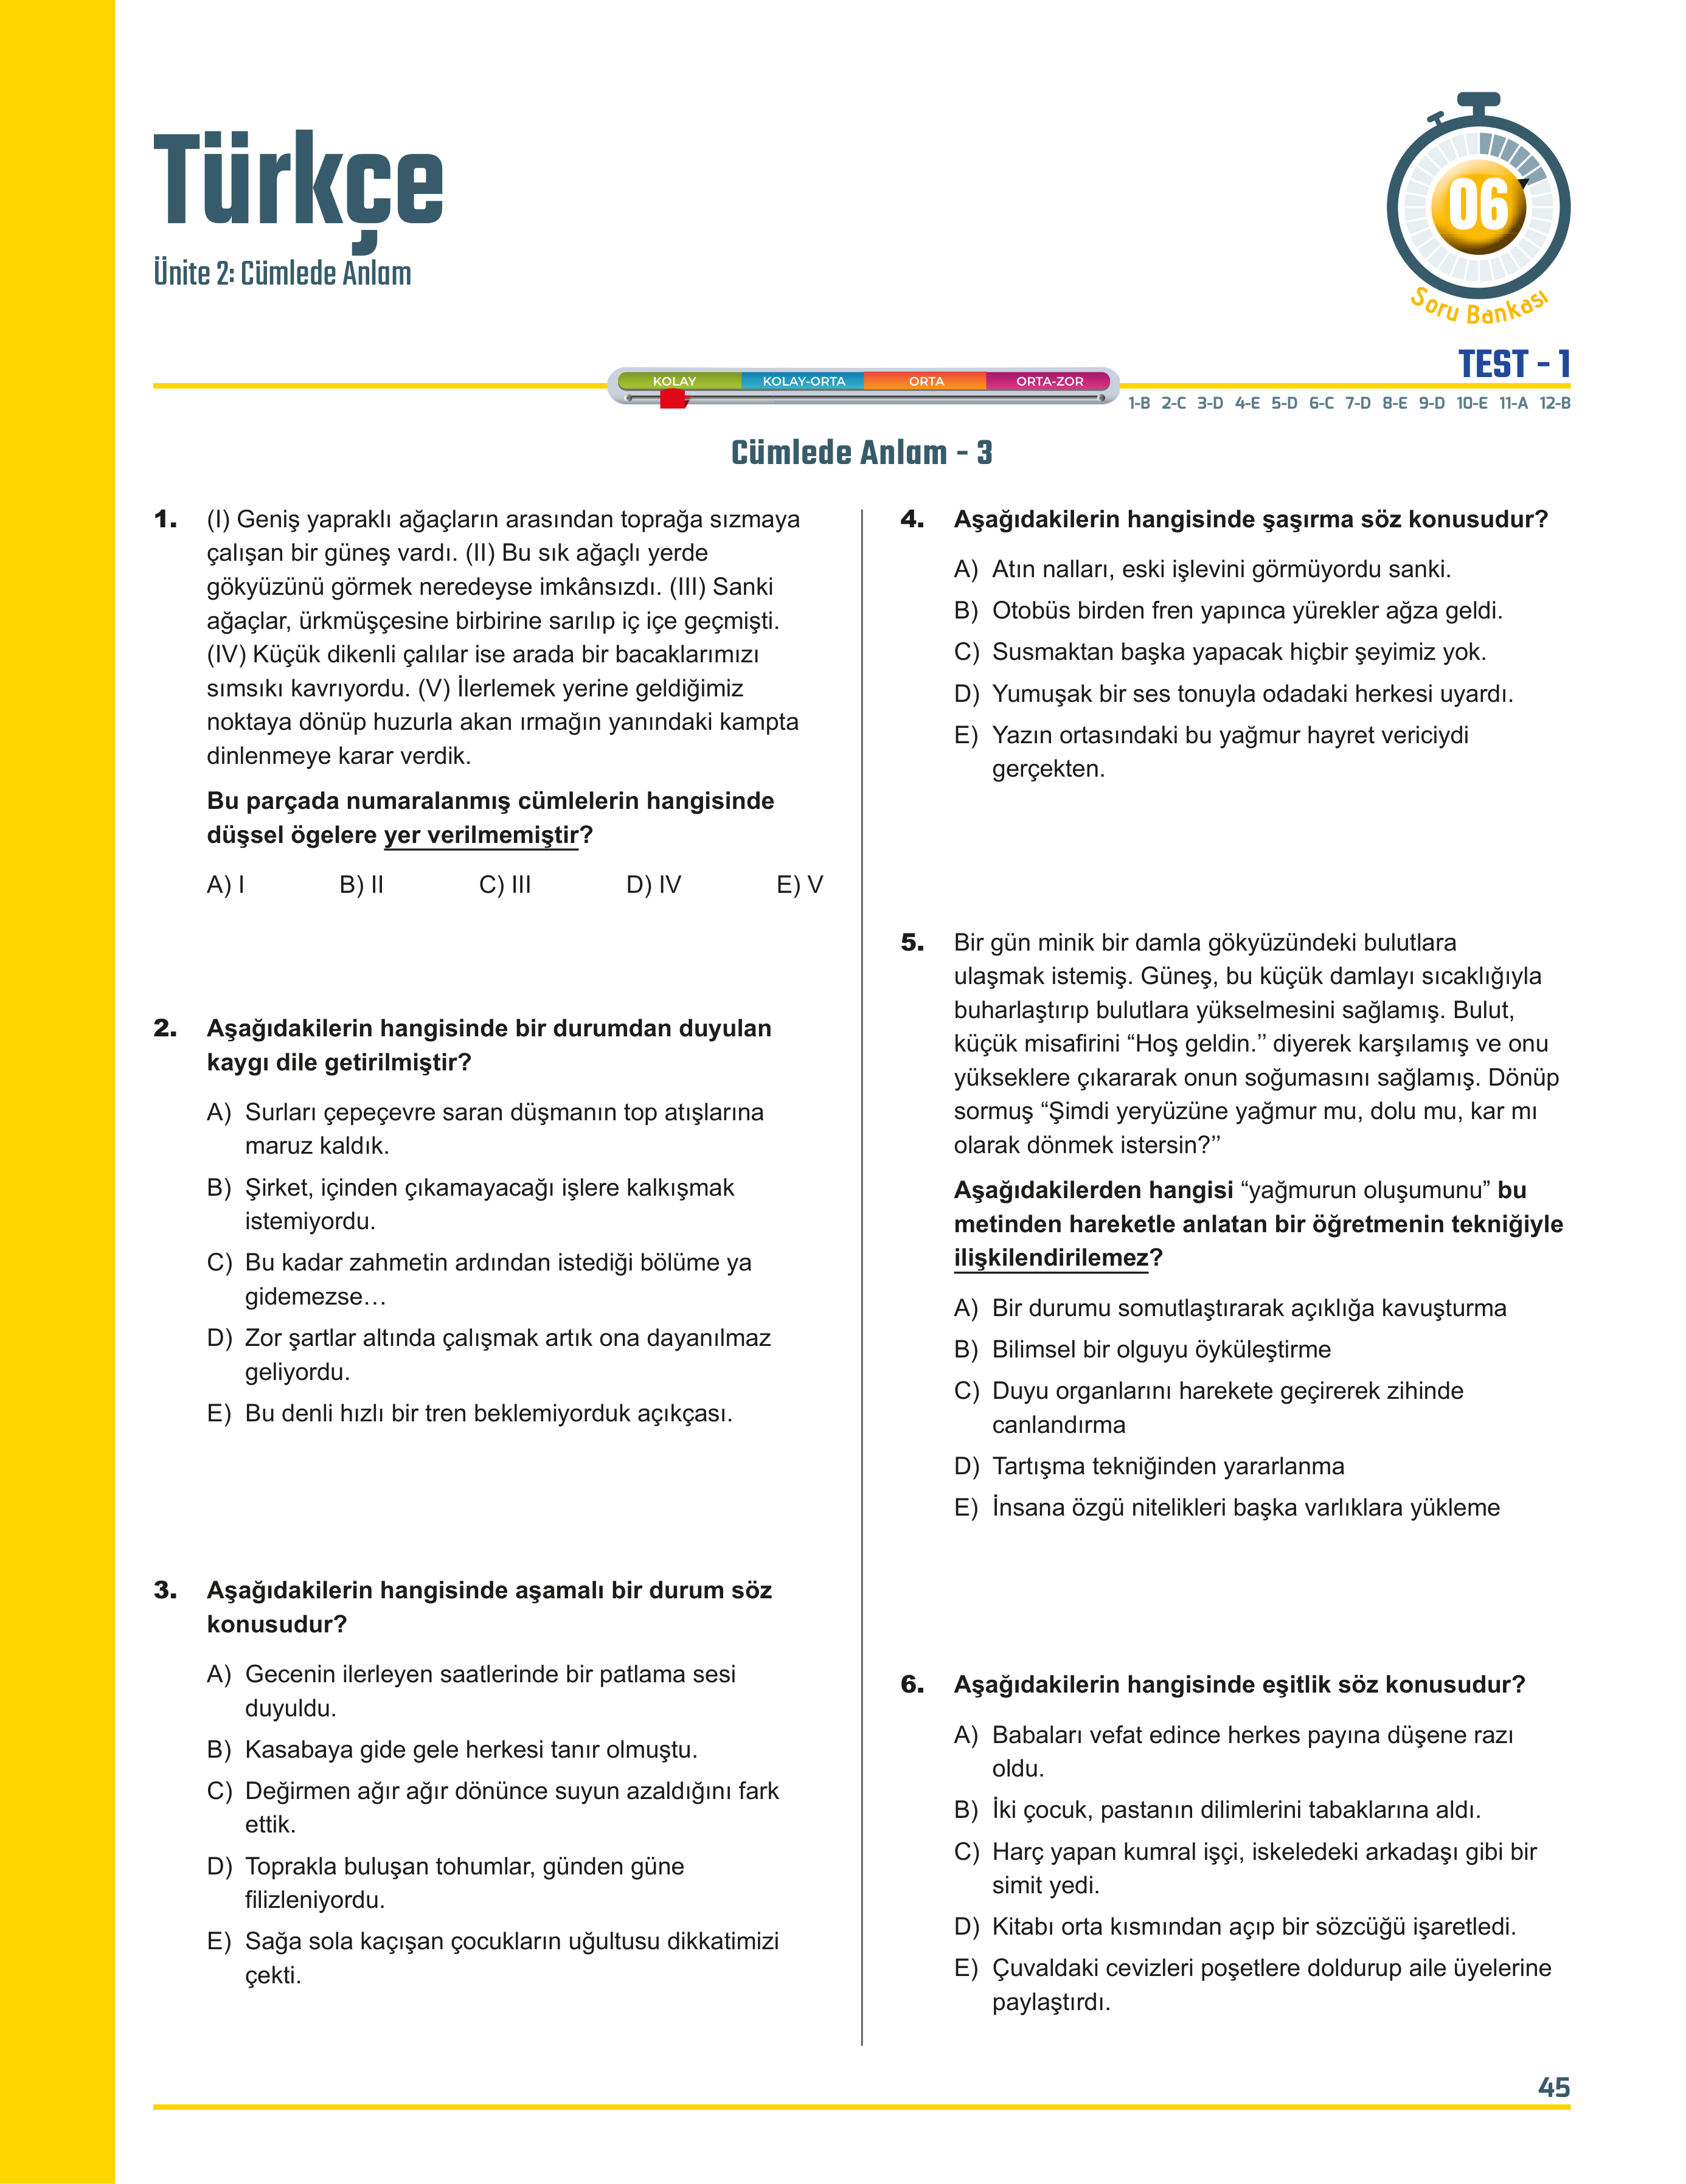 Türkçe
Ünite 2: Cümlede Anlam
06
Soru Bankası
TEST - 1
KOLAY KOLAY-ORTA ORTA ORTA-ZOR
1-B 2-C 3-D 4-E 5-D 6-C 7-D 8-E 9-D 10-E 11-A 12-B
Cümlede Anlam - 3
1. (I) Geniş yapraklı ağaçların arasından toprağa sızmaya
çalışan bir güneş vardı. (II) Bu sık ağaçlı yerde
gökyüzünü görmek neredeyse imkânsızdı. (III) Sanki
ağaçlar, ürkmüşçesine birbirine sarılıp iç içe geçmişti.
(IV) Küçük dikenli çalılar ise arada bir bacaklarımızı
sımsıkı kavrıyordu. (V) İlerlemek yerine geldiğimiz
noktaya dönüp huzurla akan ırmağın yanındaki kampta
dinlenmeye karar verdik.
Bu parçada numaralanmış cümlelerin hangisinde
düşsel ögelere yer verilmemiştir?
A) I B) II C) III D) IV E) V
2. Aşağıdakilerin hangisinde bir durumdan duyulan
kaygı dile getirilmiştir?
A) Surları çepeçevre saran düşmanın top atışlarına
maruz kaldık.
B) Şirket, içinden çıkamayacağı işlere kalkışmak
istemiyordu.
C) Bu kadar zahmetin ardından istediği bölüme ya
gidemezse…
D) Zor şartlar altında çalışmak artık ona dayanılmaz
geliyordu.
E) Bu denli hızlı bir tren beklemiyorduk açıkçası.
3. Aşağıdakilerin hangisinde aşamalı bir durum söz
konusudur?
A) Gecenin ilerleyen saatlerinde bir patlama sesi
duyuldu.
B) Kasabaya gide gele herkesi tanır olmuştu.
C) Değirmen ağır ağır dönünce suyun azaldığını fark
ettik.
D) Toprakla buluşan tohumlar, günden güne
filizleniyordu.
E) Sağa sola kaçışan çocukların uğultusu dikkatimizi
çekti.
4. Aşağıdakilerin hangisinde şaşırma söz konusudur?
A) Atın nalları, eski işlevini görmüyordu sanki.
B) Otobüs birden fren yapınca yürekler ağza geldi.
C) Susmaktan başka yapacak hiçbir şeyimiz yok.
D) Yumuşak bir ses tonuyla odadaki herkesi uyardı.
E) Yazın ortasındaki bu yağmur hayret vericiydi
gerçekten.
5. Bir gün minik bir damla gökyüzündeki bulutlara
ulaşmak istemiş. Güneş, bu küçük damlayı sıcaklığıyla
buharlaştırıp bulutlara yükselmesini sağlamış. Bulut,
küçük misafirini “Hoş geldin.’’ diyerek karşılamış ve onu
yükseklere çıkararak onun soğumasını sağlamış. Dönüp
sormuş “Şimdi yeryüzüne yağmur mu, dolu mu, kar mı
olarak dönmek istersin?’’
Aşağıdakilerden hangisi “yağmurun oluşumunu” bu
metinden hareketle anlatan bir öğretmenin tekniğiyle
ilişkilendirilemez?
A) Bir durumu somutlaştırarak açıklığa kavuşturma
B) Bilimsel bir olguyu öyküleştirme
C) Duyu organlarını harekete geçirerek zihinde
canlandırma
D) Tartışma tekniğinden yararlanma
E) İnsana özgü nitelikleri başka varlıklara yükleme
6. Aşağıdakilerin hangisinde eşitlik söz konusudur?
A) Babaları vefat edince herkes payına düşene razı
oldu.
B) İki çocuk, pastanın dilimlerini tabaklarına aldı.
C) Harç yapan kumral işçi, iskeledeki arkadaşı gibi bir
simit yedi.
D) Kitabı orta kısmından açıp bir sözcüğü işaretledi.
E) Çuvaldaki cevizleri poşetlere doldurup aile üyelerine
paylaştırdı.
45